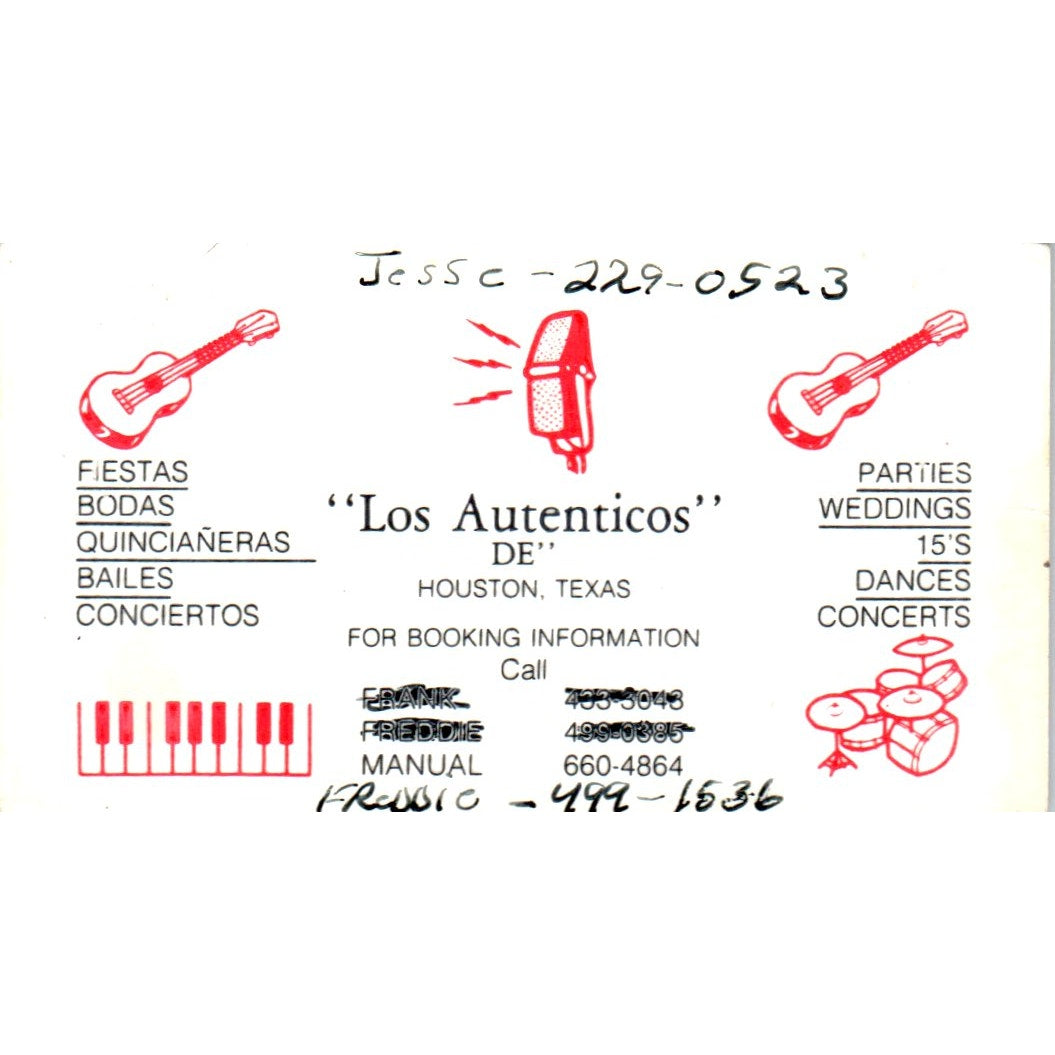 Jesse - 229-0523
FIESTAS
BODAS
QUINCIAÑERAS
BAILES
CONCIERTOS
"Los Autenticos"
DE"
HOUSTON, TEXAS
FOR BOOKING INFORMATION
Call
FRANK 433-3043
FREDDIE 499-0385
MANUAL 660-4864
FReddie - 499-1536
PARTIES
WEDDINGS
15'S
DANCES
CONCERTS